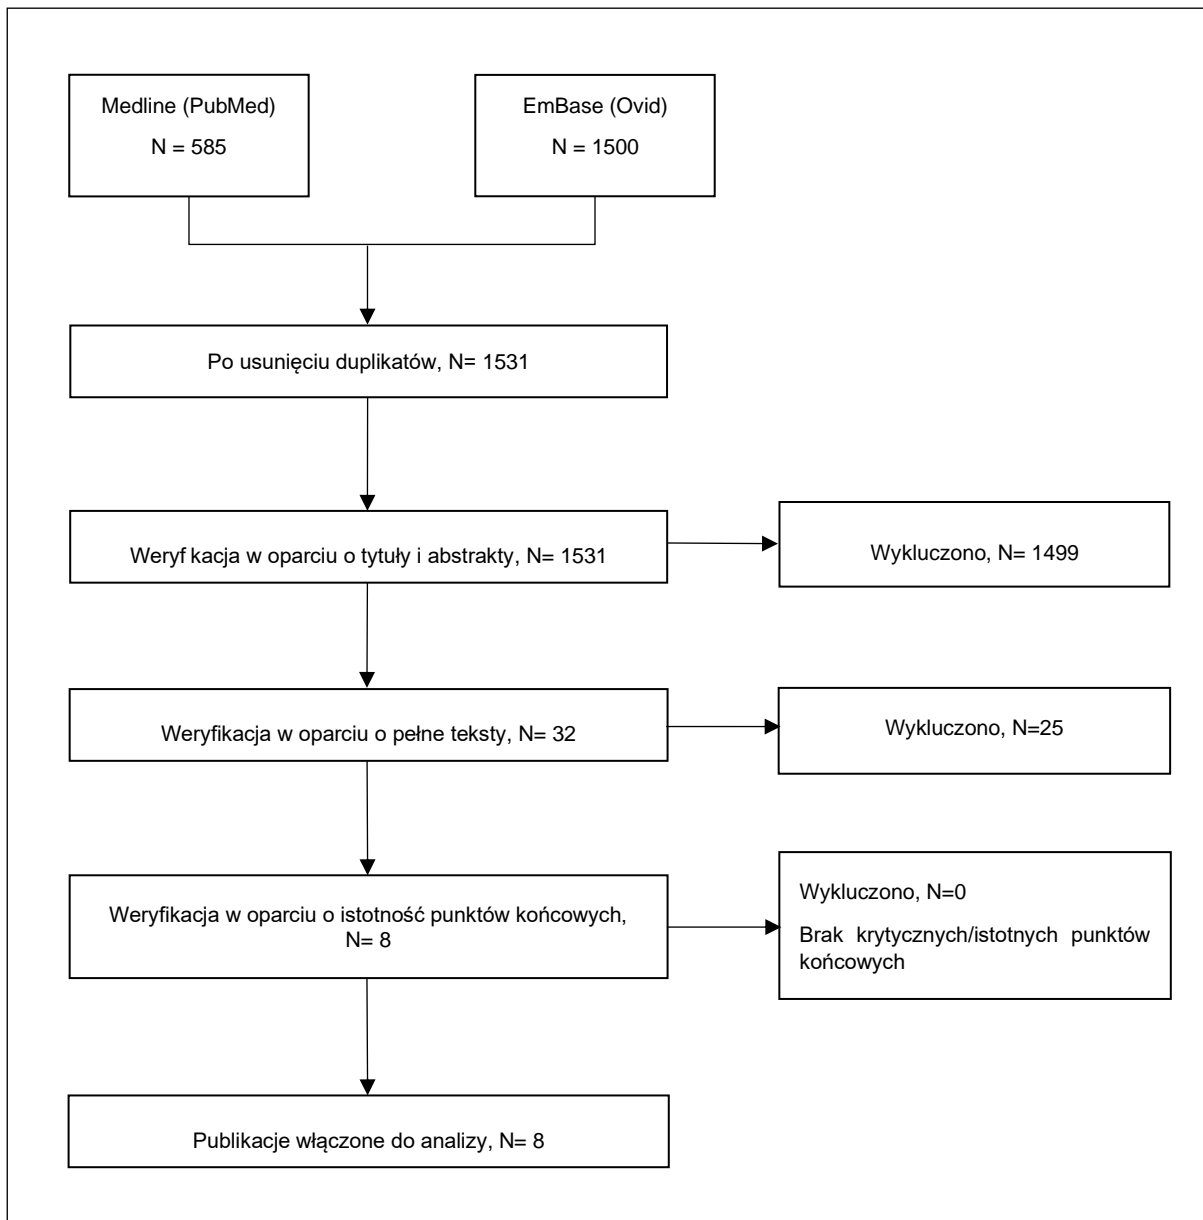 Medline (PubMed)
N = 585
EmBase (Ovid)
N = 1500
Po usunięciu duplikatów, N= 1531
Weryf kacja w oparciu o tytuły i abstrakty, N= 1531
Wykluczono, N= 1499
Weryfikacja w oparciu o pełne teksty, N= 32
Wykluczono, N=25
Weryfikacja w oparciu o istotność punktów końcowych,
N= 8
Wykluczono, N=0
Brak krytycznych/istotnych punktów
końcowych
Publikacje włączone do analizy, N= 8